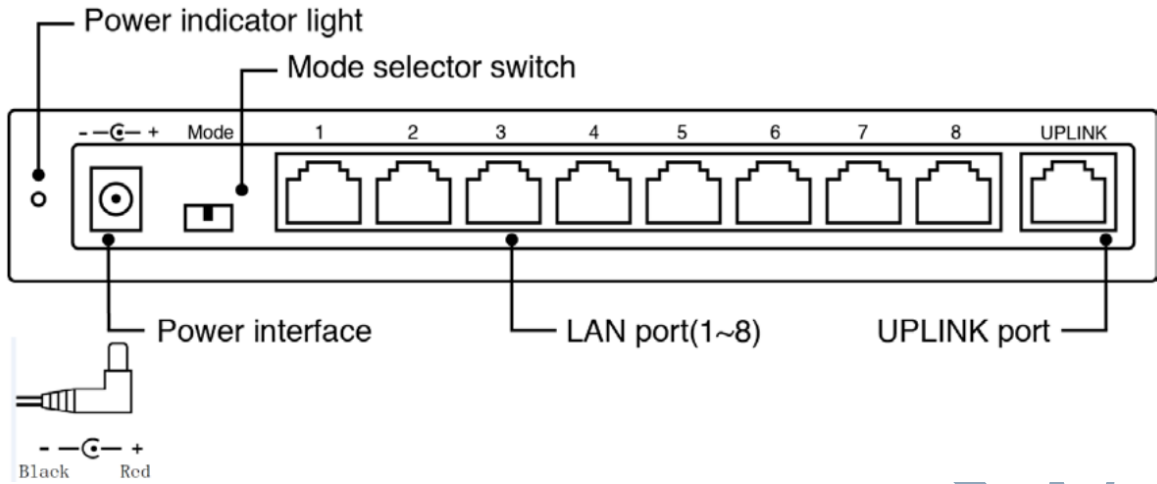 Power indicator light
Mode selector switch
- + Mode 1 2 3 4 5 6 7 8 UPLINK
Power interface LAN port(1~8) UPLINK port
- +
Black Red